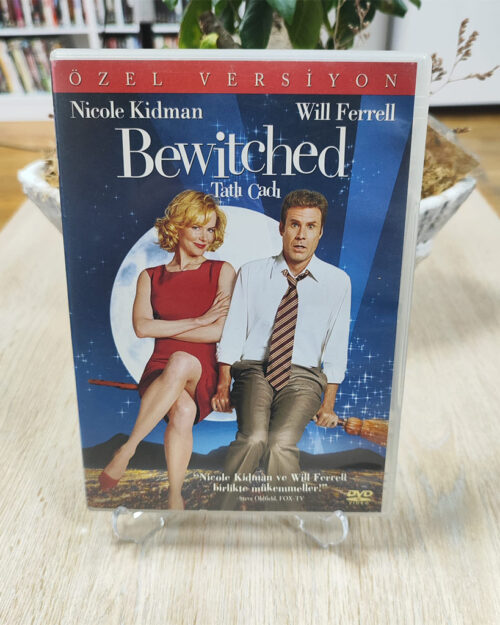 ÖZEL VERSİYON
Nicole Kidman Will Ferrell
Bewitched
Tatlı Cadı
"Nicole Kidman ve Will Ferrell
birlikte mükemmeller!"
Steve Oldfield, FOX-TV
DVD
VIDEO